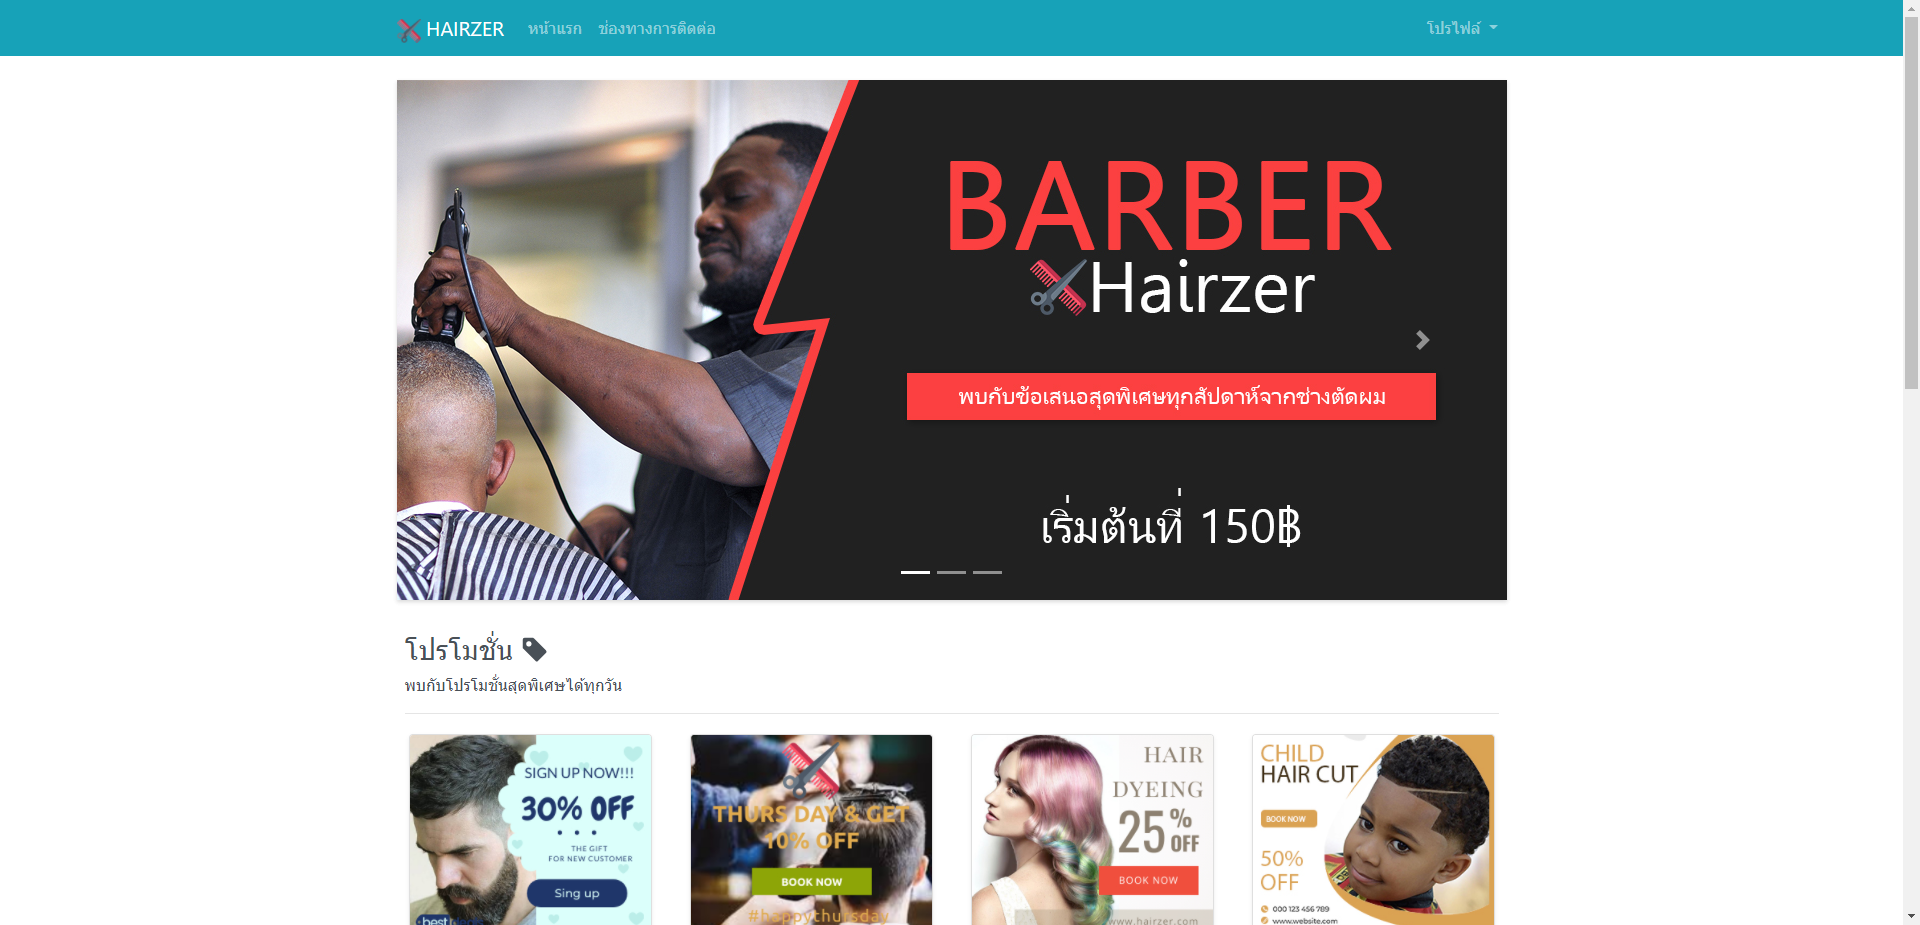 HAIRZER หน้าแรก ช่องทางการติดต่อ โปรไฟล์
BARBER
Hairzer
พบกับข้อเสนอสุดพิเศษทุกสัปดาห์จากช่างตัดผม
เริ่มต้นที่ 150฿
โปรโมชั่น
พบกับโปรโมชั่นสุดพิเศษได้ทุกวัน
SIGN UP NOW!!!
30% OFF
THE GIFT
FOR NEW CUSTOMER
Sing up
THURS DAY & GET
10% OFF
BOOK NOW
#happythursday
HAIR
DYEING
25% OFF
BOOK NOW
www.hairzer.com
CHILD
HAIR CUT
BOOK NOW
50%
OFF
000 123 456 789
www.website.com